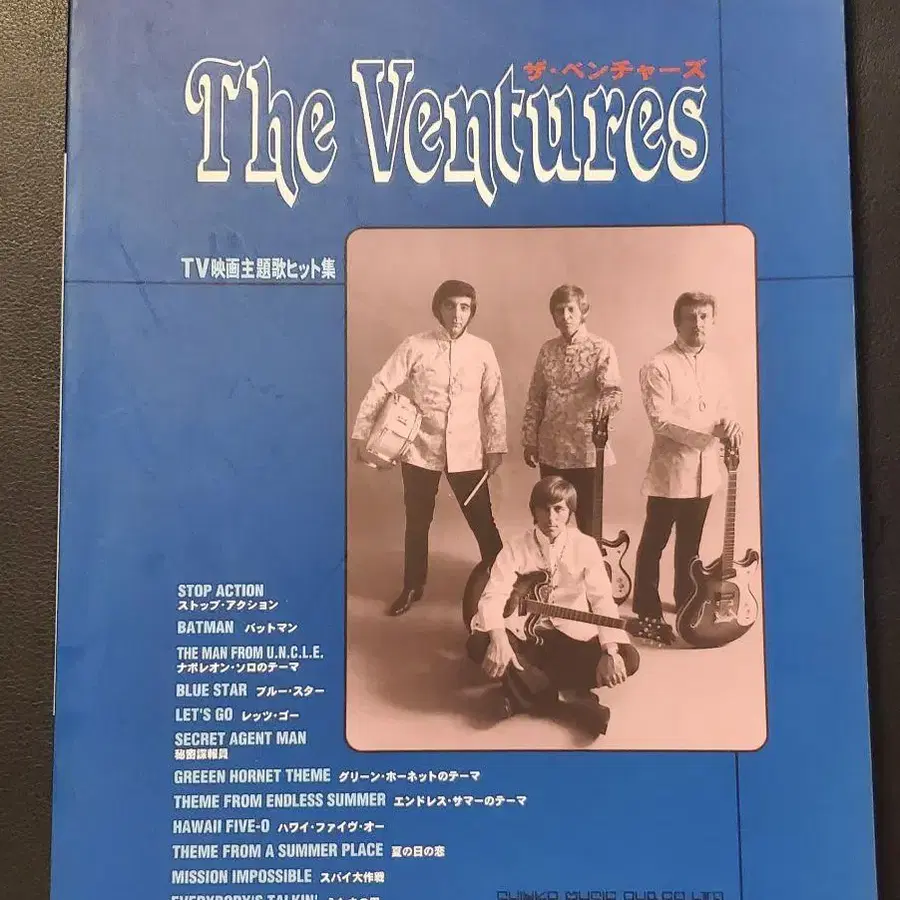 ザ・ベンチャーズ
The Ventures
TV映画主題歌ヒット集
STOP ACTION
ストップ・アクション
BATMAN バットマン
THE MAN FROM U.N.C.L.E.
ナポレオン・ソロのテーマ
BLUE STAR ブルー・スター
LET'S GO レッツ・ゴー
SECRET AGENT MAN
秘密諜報員
GREEEN HORNET THEME グリーン・ホーネットのテーマ
THEME FROM ENDLESS SUMMER エンドレス・サマーのテーマ
HAWAII FIVE-O ハワイ・ファイヴ・オー
THEME FROM A SUMMER PLACE 夏の日の恋
MISSION IMPOSSIBLE スパイ大作戦
EVERYBODY'S TALKIN'